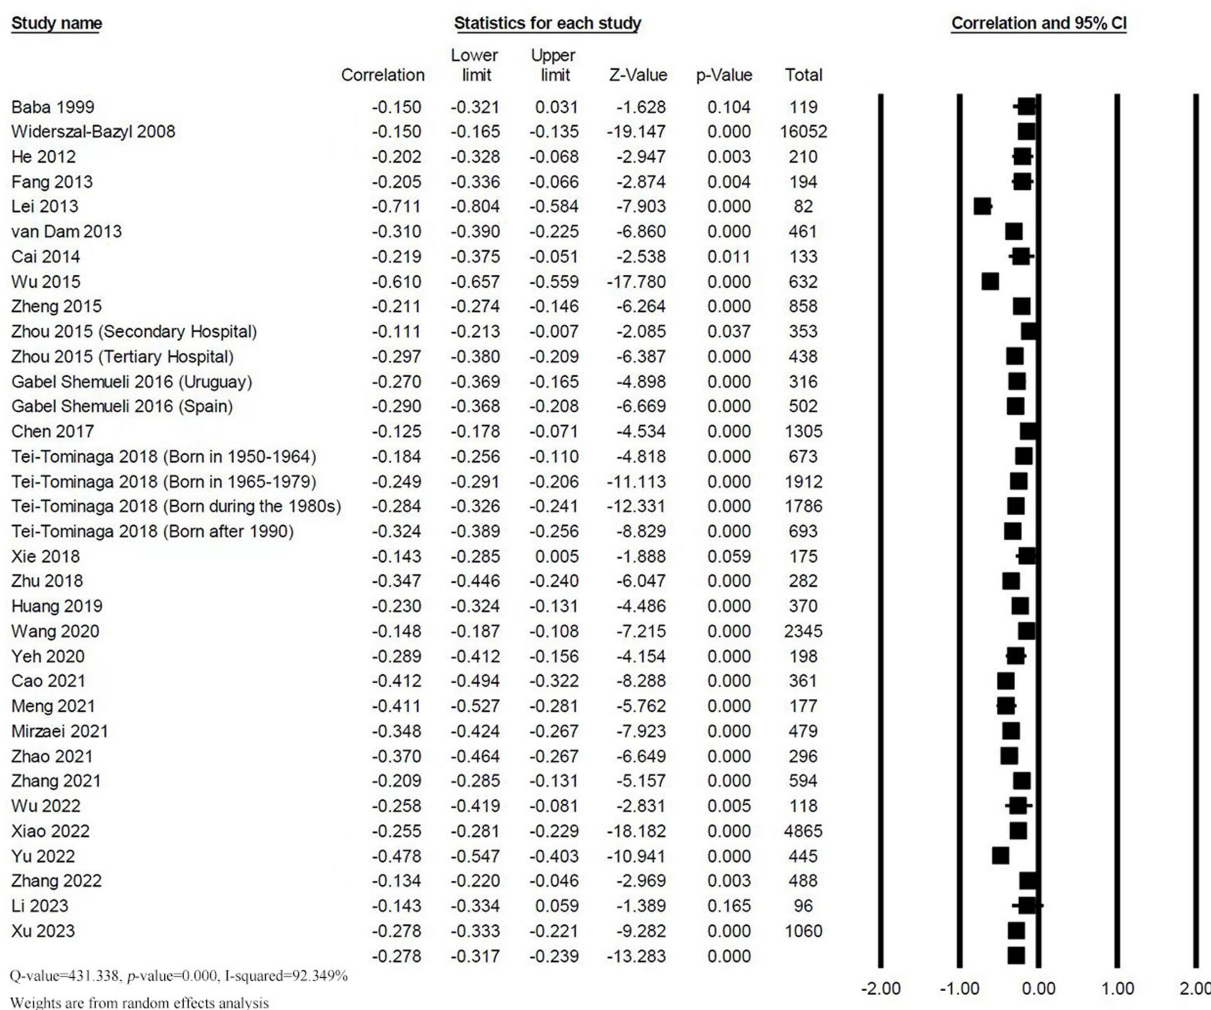 Study name Statistics for each study Correlation and 95% CI
Lower Upper
Correlation limit limit Z-Value p-Value Total
Baba 1999 -0.150 -0.321 0.031 -1.628 0.104 119
Widerszal-Bazyl 2008 -0.150 -0.165 -0.135 -19.147 0.000 16052
He 2012 -0.202 -0.328 -0.068 -2.947 0.003 210
Fang 2013 -0.205 -0.336 -0.066 -2.874 0.004 194
Lei 2013 -0.711 -0.804 -0.584 -7.903 0.000 82
van Dam 2013 -0.310 -0.390 -0.225 -6.860 0.000 461
Cai 2014 -0.219 -0.375 -0.051 -2.538 0.011 133
Wu 2015 -0.610 -0.657 -0.559 -17.780 0.000 632
Zheng 2015 -0.211 -0.274 -0.146 -6.264 0.000 858
Zhou 2015 (Secondary Hospital) -0.111 -0.213 -0.007 -2.085 0.037 353
Zhou 2015 (Tertiary Hospital) -0.297 -0.380 -0.209 -6.387 0.000 438
Gabel Shemueli 2016 (Uruguay) -0.270 -0.369 -0.165 -4.898 0.000 316
Gabel Shemueli 2016 (Spain) -0.290 -0.368 -0.208 -6.669 0.000 502
Chen 2017 -0.125 -0.178 -0.071 -4.534 0.000 1305
Tei-Tominaga 2018 (Born in 1950-1964) -0.184 -0.256 -0.110 -4.818 0.000 673
Tei-Tominaga 2018 (Born in 1965-1979) -0.249 -0.291 -0.206 -11.113 0.000 1912
Tei-Tominaga 2018 (Born during the 1980s) -0.284 -0.326 -0.241 -12.331 0.000 1786
Tei-Tominaga 2018 (Born after 1990) -0.324 -0.389 -0.256 -8.829 0.000 693
Xie 2018 -0.143 -0.285 0.005 -1.888 0.059 175
Zhu 2018 -0.347 -0.446 -0.240 -6.047 0.000 282
Huang 2019 -0.230 -0.324 -0.131 -4.486 0.000 370
Wang 2020 -0.148 -0.187 -0.108 -7.215 0.000 2345
Yeh 2020 -0.289 -0.412 -0.156 -4.154 0.000 198
Cao 2021 -0.412 -0.494 -0.322 -8.288 0.000 361
Meng 2021 -0.411 -0.527 -0.281 -5.762 0.000 177
Mirzaei 2021 -0.348 -0.424 -0.267 -7.923 0.000 479
Zhao 2021 -0.370 -0.464 -0.267 -6.649 0.000 296
Zhang 2021 -0.209 -0.285 -0.131 -5.157 0.000 594
Wu 2022 -0.258 -0.419 -0.081 -2.831 0.005 118
Xiao 2022 -0.255 -0.281 -0.229 -18.182 0.000 4865
Yu 2022 -0.478 -0.547 -0.403 -10.941 0.000 445
Zhang 2022 -0.134 -0.220 -0.046 -2.969 0.003 488
Li 2023 -0.143 -0.334 0.059 -1.389 0.165 96
Xu 2023 -0.278 -0.333 -0.221 -9.282 0.000 1060
-0.278 -0.317 -0.239 -13.283 0.000
Q-value=431.338, p-value=0.000, I-squared=92.349%
-2.00 -1.00 0.00 1.00 2.00
Weights are from random effects analysis